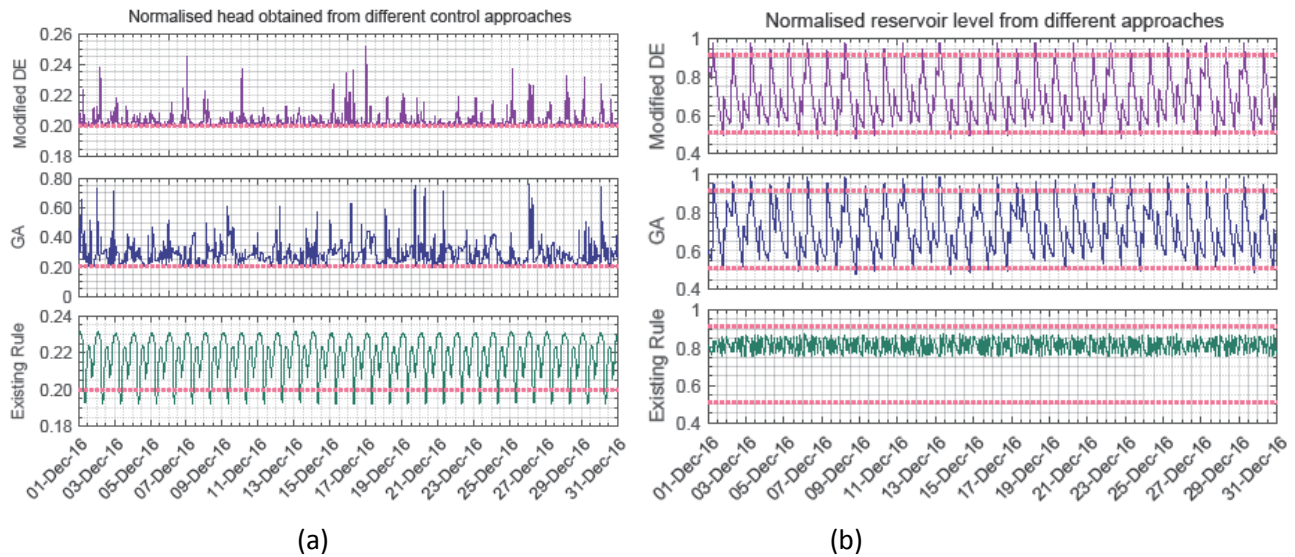 Normalised head obtained from different control approaches
0.26
0.24
0.22
0.20
0.18
Modified DE
0.80
0.60
0.40
0.20
0
GA
0.24
0.22
0.20
0.18
Existing Rule
01-Dec-16
03-Dec-16
05-Dec-16
07-Dec-16
09-Dec-16
11-Dec-16
13-Dec-16
15-Dec-16
17-Dec-16
19-Dec-16
21-Dec-16
23-Dec-16
25-Dec-16
27-Dec-16
29-Dec-16
31-Dec-16
(a)
Normalised reservoir level from different approaches
1
0.8
0.6
0.4
Modified DE
1
0.8
0.6
0.4
GA
1
0.8
0.6
0.4
Existing Rule
01-Dec-16
03-Dec-16
05-Dec-16
07-Dec-16
09-Dec-16
11-Dec-16
13-Dec-16
15-Dec-16
17-Dec-16
19-Dec-16
21-Dec-16
23-Dec-16
25-Dec-16
27-Dec-16
29-Dec-16
31-Dec-16
(b)